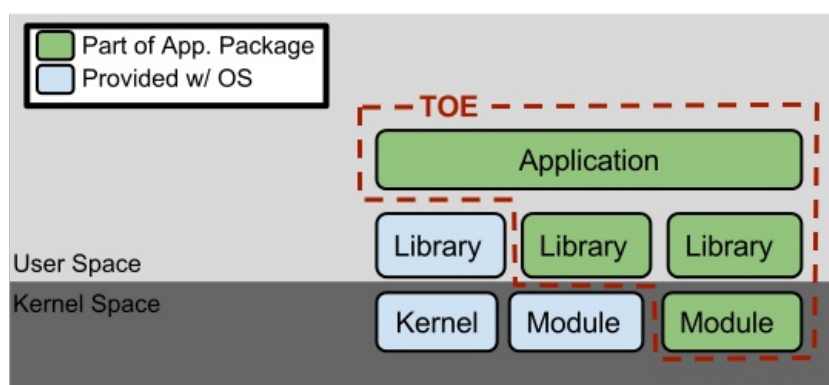 Part of App. Package
Provided w/ OS
TOE
Application
Library Library Library
User Space
Kernel Space
Kernel Module Module